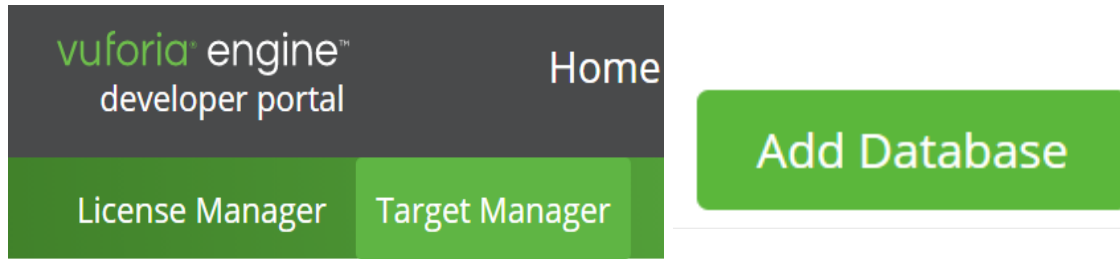 vuforia® engine™
developer portal
Home
License Manager
Target Manager
Add Database